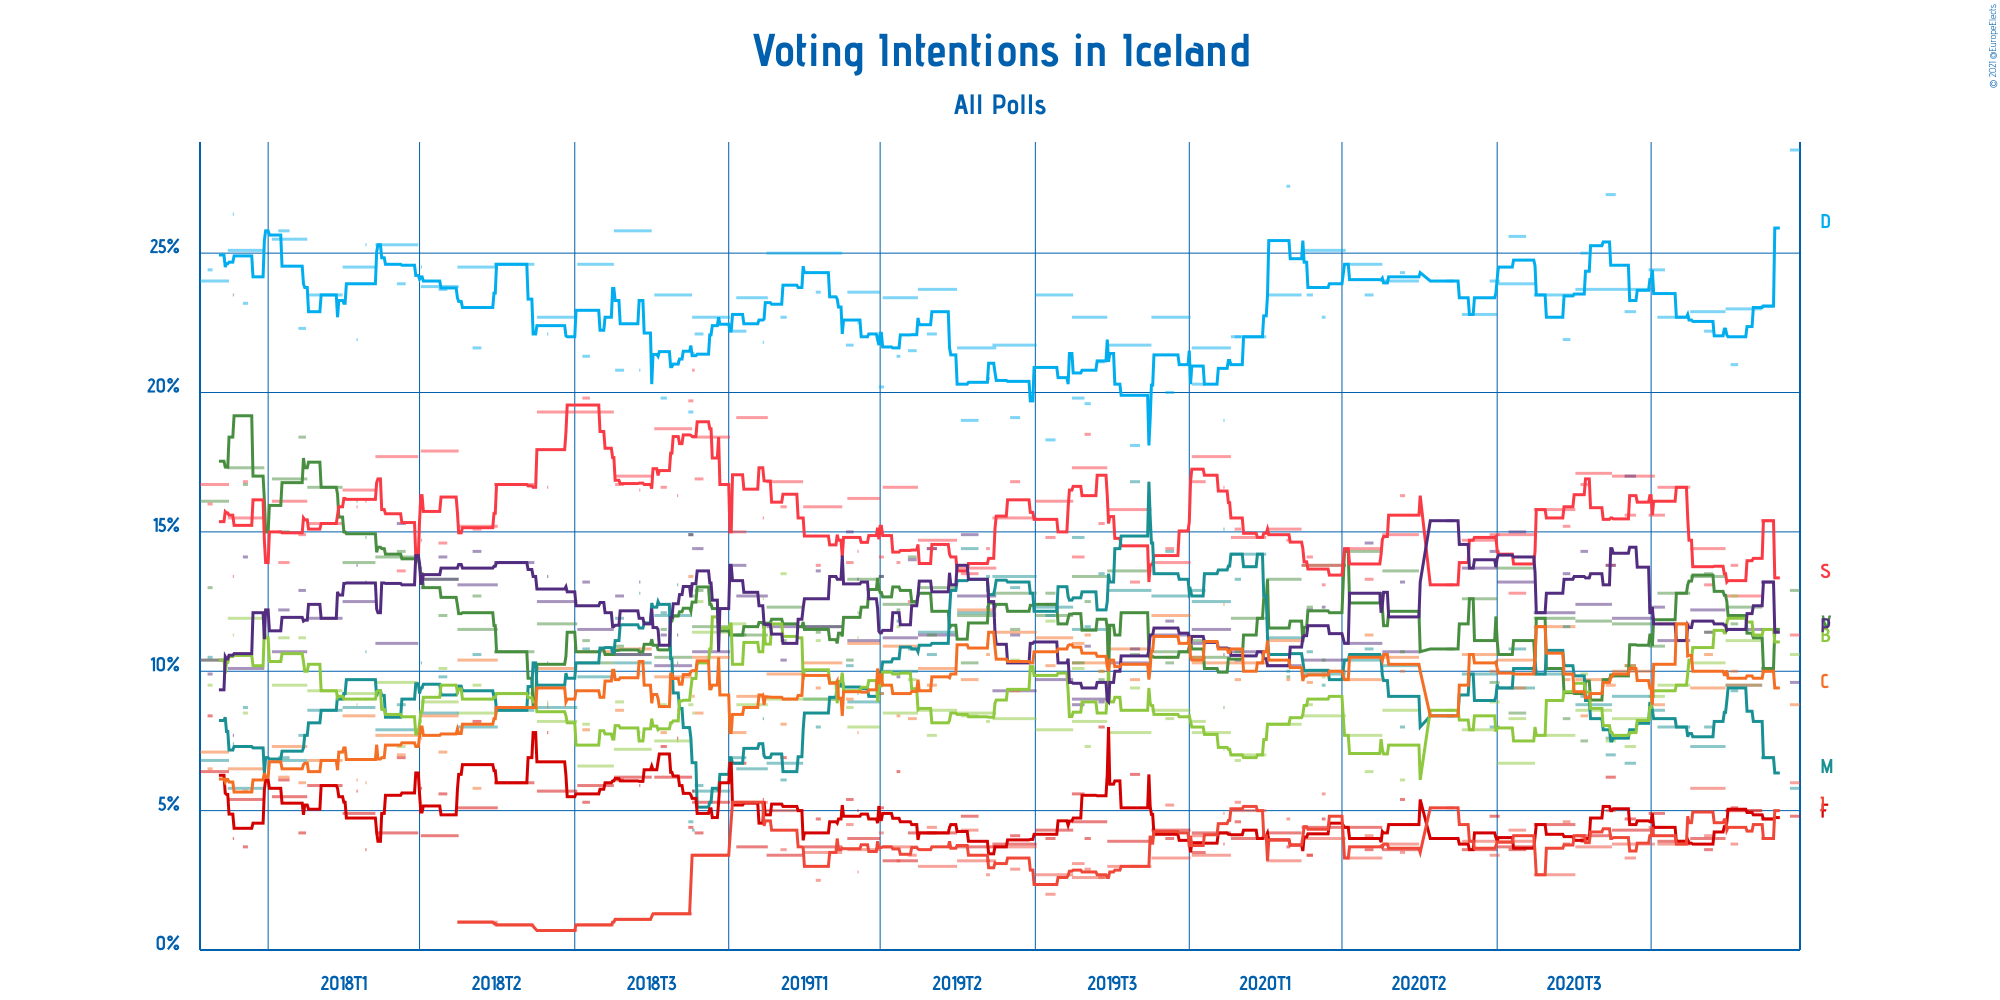 Voting Intentions in Iceland
All Polls
© 2021 @EuropeElects
25%
20%
15%
10%
5%
0%
D
S
P
B
C
M
F
2018T1 2018T2 2018T3 2019T1 2019T2 2019T3 2020T1 2020T2 2020T3